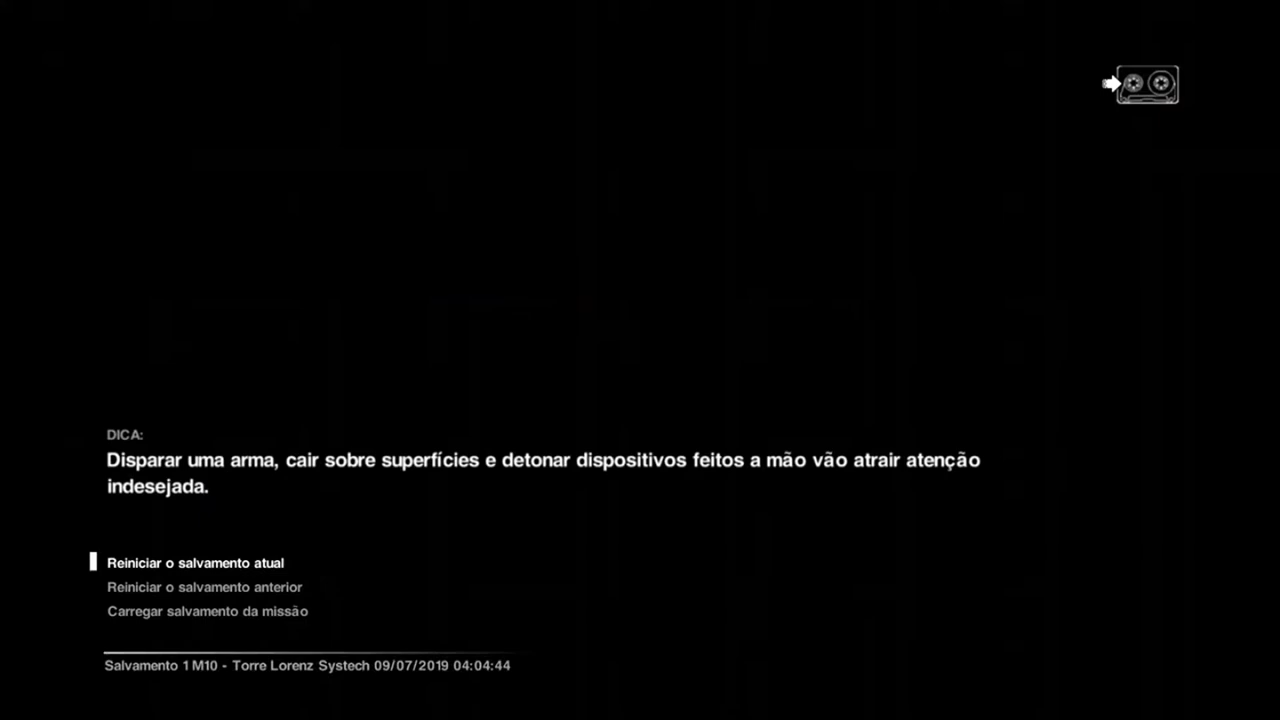 DICA:
Disparar uma arma, cair sobre superfícies e detonar dispositivos feitos a mão vão atrair atenção
indesejada.
Reiniciar o salvamento atual
Reiniciar o salvamento anterior
Carregar salvamento da missão
Salvamento 1 M10 - Torre Lorenz Systech 09/07/2019 04:04:44